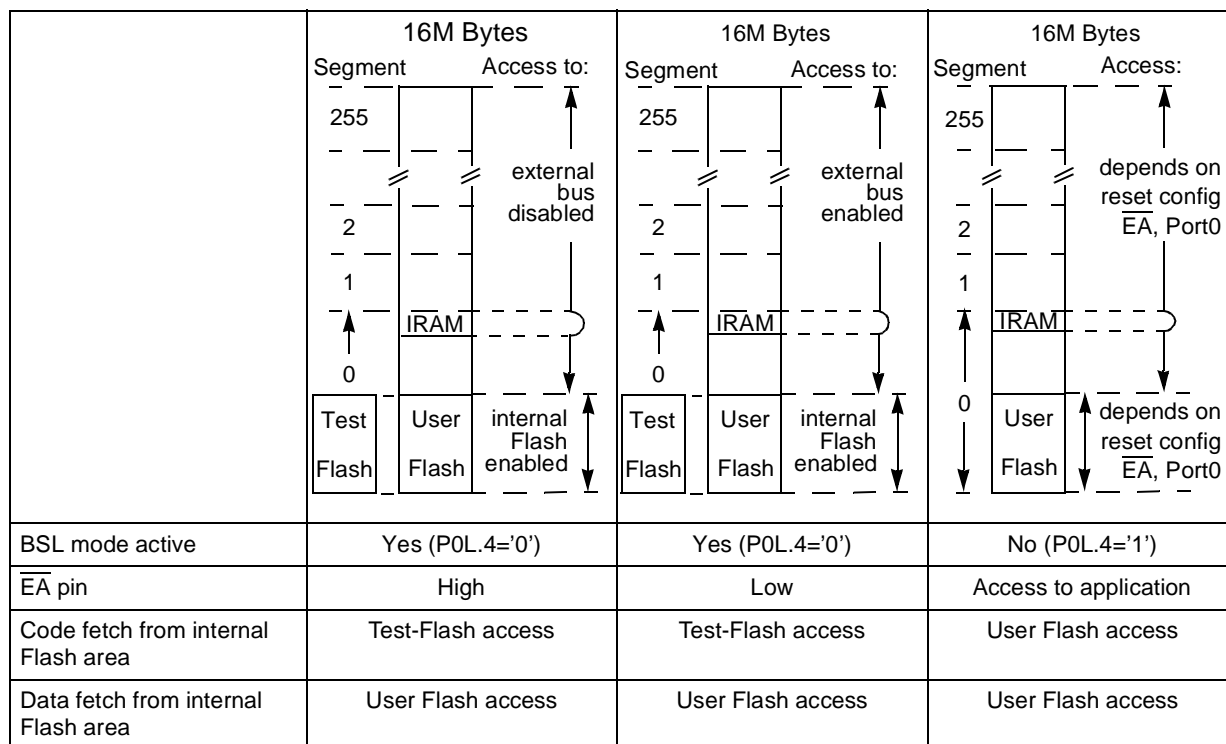 16M Bytes
Segment Access to:
255
external
bus
disabled
2
1
IRAM
0
Test User internal
Flash
Flash Flash enabled
16M Bytes
Segment Access to:
255
external
bus
enabled
2
1
IRAM
0
Test User internal
Flash
Flash Flash enabled
16M Bytes
Segment Access:
255
depends on
reset config
EA, Port0
2
1
IRAM
0
User depends on
reset config
Flash EA, Port0
BSL mode active Yes (P0L.4=’0’) Yes (P0L.4=’0’) No (P0L.4=’1’)
EA pin High Low Access to application
Code fetch from internal Test-Flash access Test-Flash access User Flash access
Flash area
Data fetch from internal User Flash access User Flash access User Flash access
Flash area